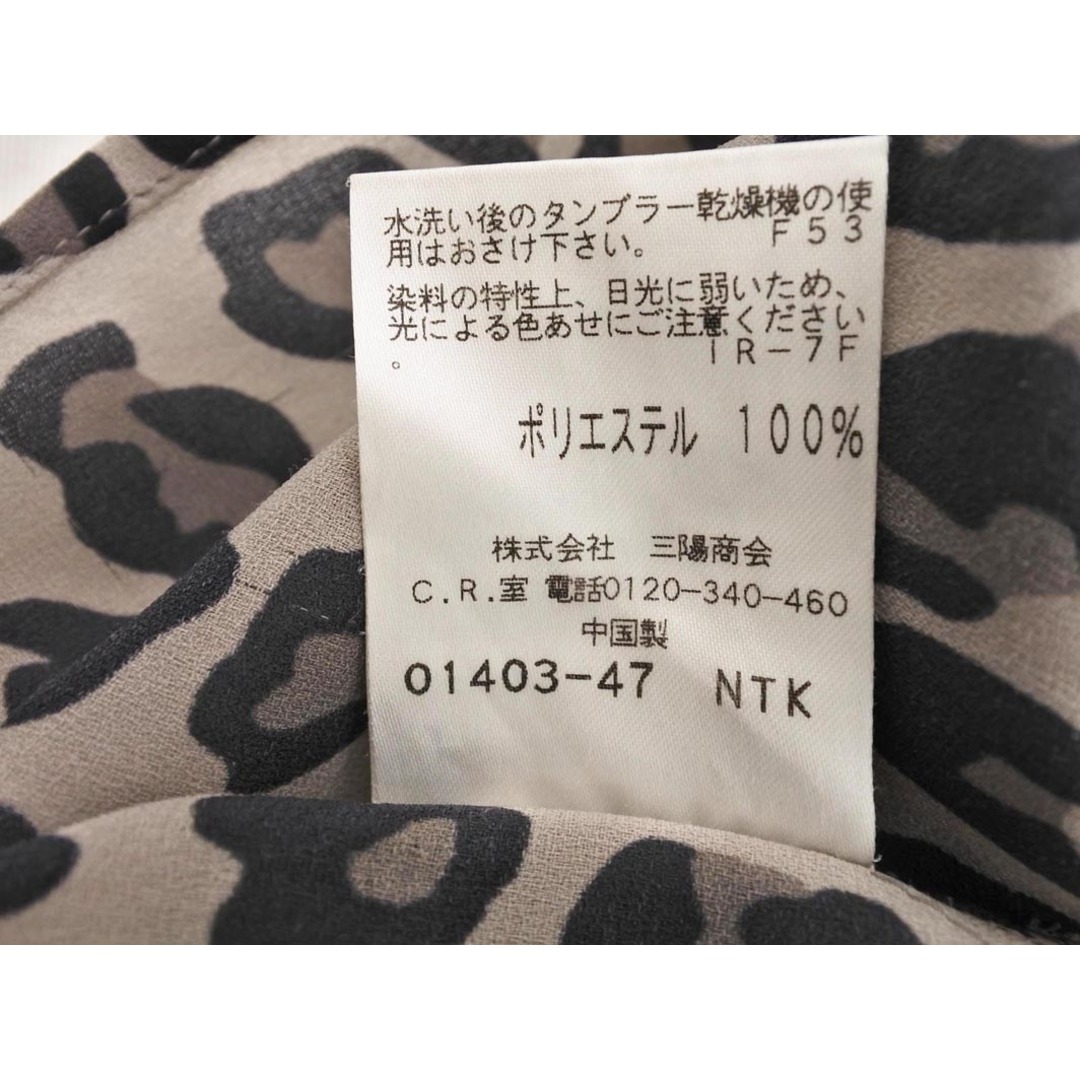 水洗い後のタンブラー乾燥機の使
用はおさけ下さい。 F53
染料の特性上、日光に弱いため、
光による色あせにご注意ください
。 IR-7F
ポリエステル 100%
株式会社 三陽商会
C.R.室 電話0120-340-460
中国製
01403-47 NTK